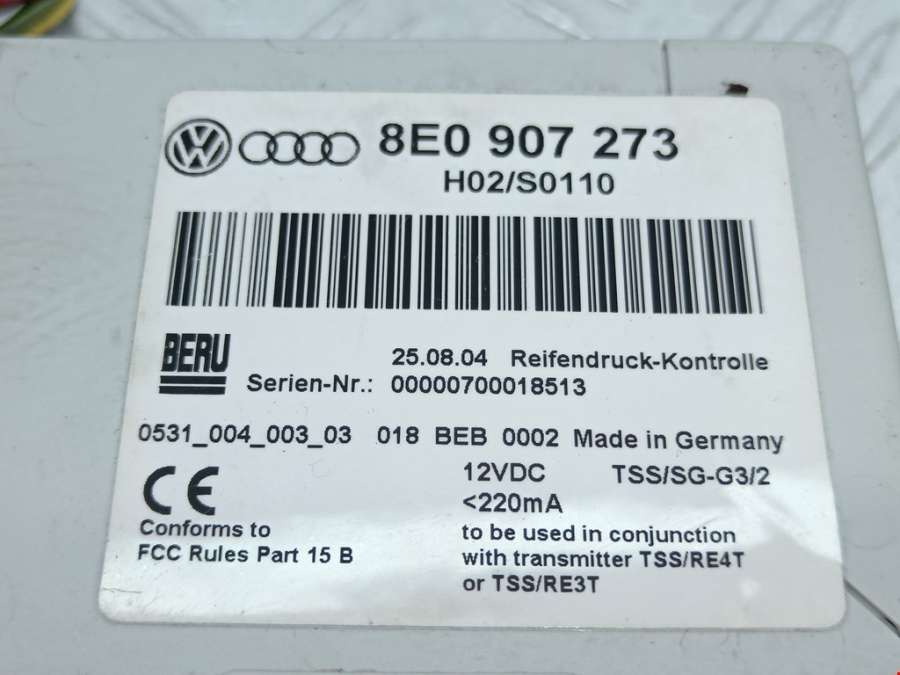 8E0 907 273
H02/S0110
BERU
25.08.04 Reifendruck-Kontrolle
Serien-Nr.: 00000700018513
0531_004_003_03 018 BEB 0002 Made in Germany
CE
12VDC TSS/SG-G3/2
<220mA
Conforms to
FCC Rules Part 15 B
to be used in conjunction
with transmitter TSS/RE4T
or TSS/RE3T